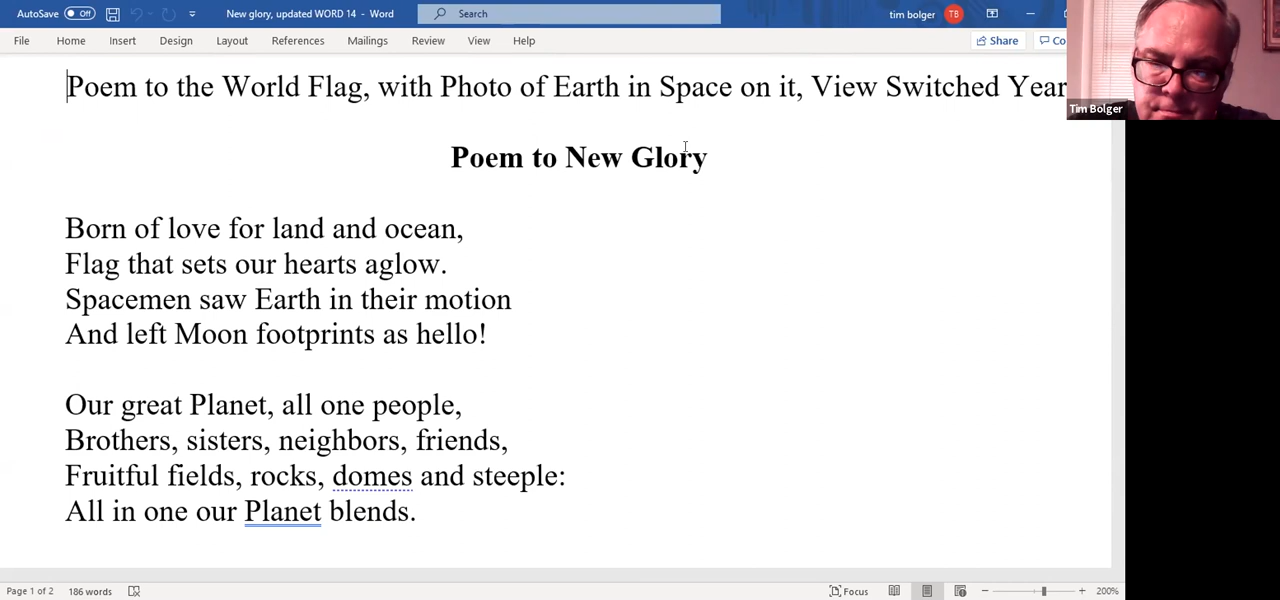 AutoSave Off New glory, updated WORD 14 - Word Search tim bolger TB
File Home Insert Design Layout References Mailings Review View Help Share Co
Tim Bolger
Poem to the World Flag, with Photo of Earth in Space on it, View Switched Year
Poem to New Glory
Born of love for land and ocean,
Flag that sets our hearts aglow.
Spacemen saw Earth in their motion
And left Moon footprints as hello!
Our great Planet, all one people,
Brothers, sisters, neighbors, friends,
Fruitful fields, rocks, domes and steeple:
All in one our Planet blends.
Page 1 of 2 186 words Focus 200%